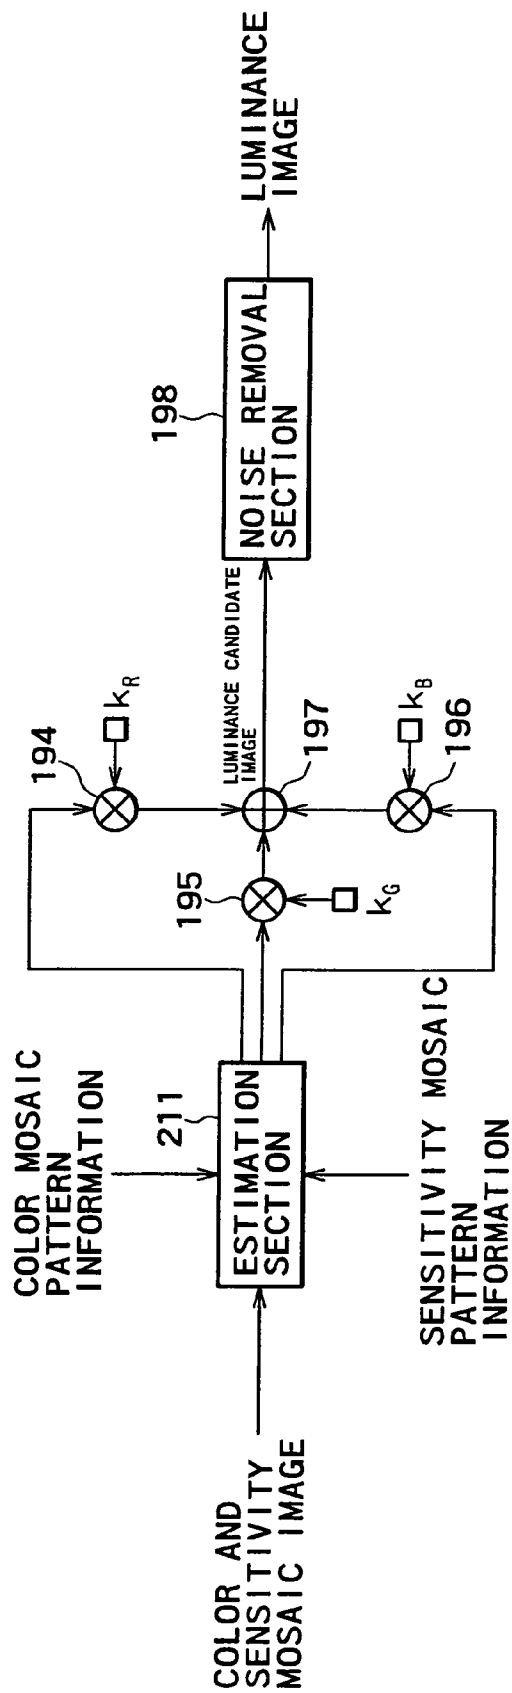 COLOR AND
SENSITIVITY
MOSAIC IMAGE
COLOR MOSAIC
PATTERN
INFORMATION
211
ESTIMATION
SECTION
SENSITIVITY MOSAIC
PATTERN
INFORMATION
194
kR
195
kG
196
kB
197
LUMINANCE CANDIDATE
IMAGE
198
NOISE REMOVAL
SECTION
LUMINANCE
IMAGE